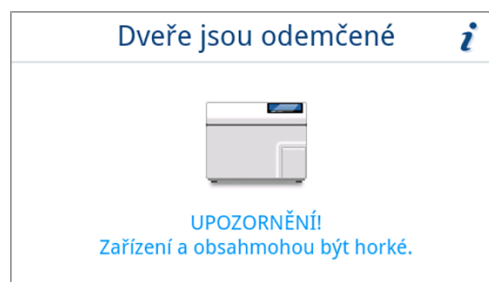 Dveře jsou odemčené i
UPOZORNĚNÍ!
Zařízení a obsahmohou být horké.